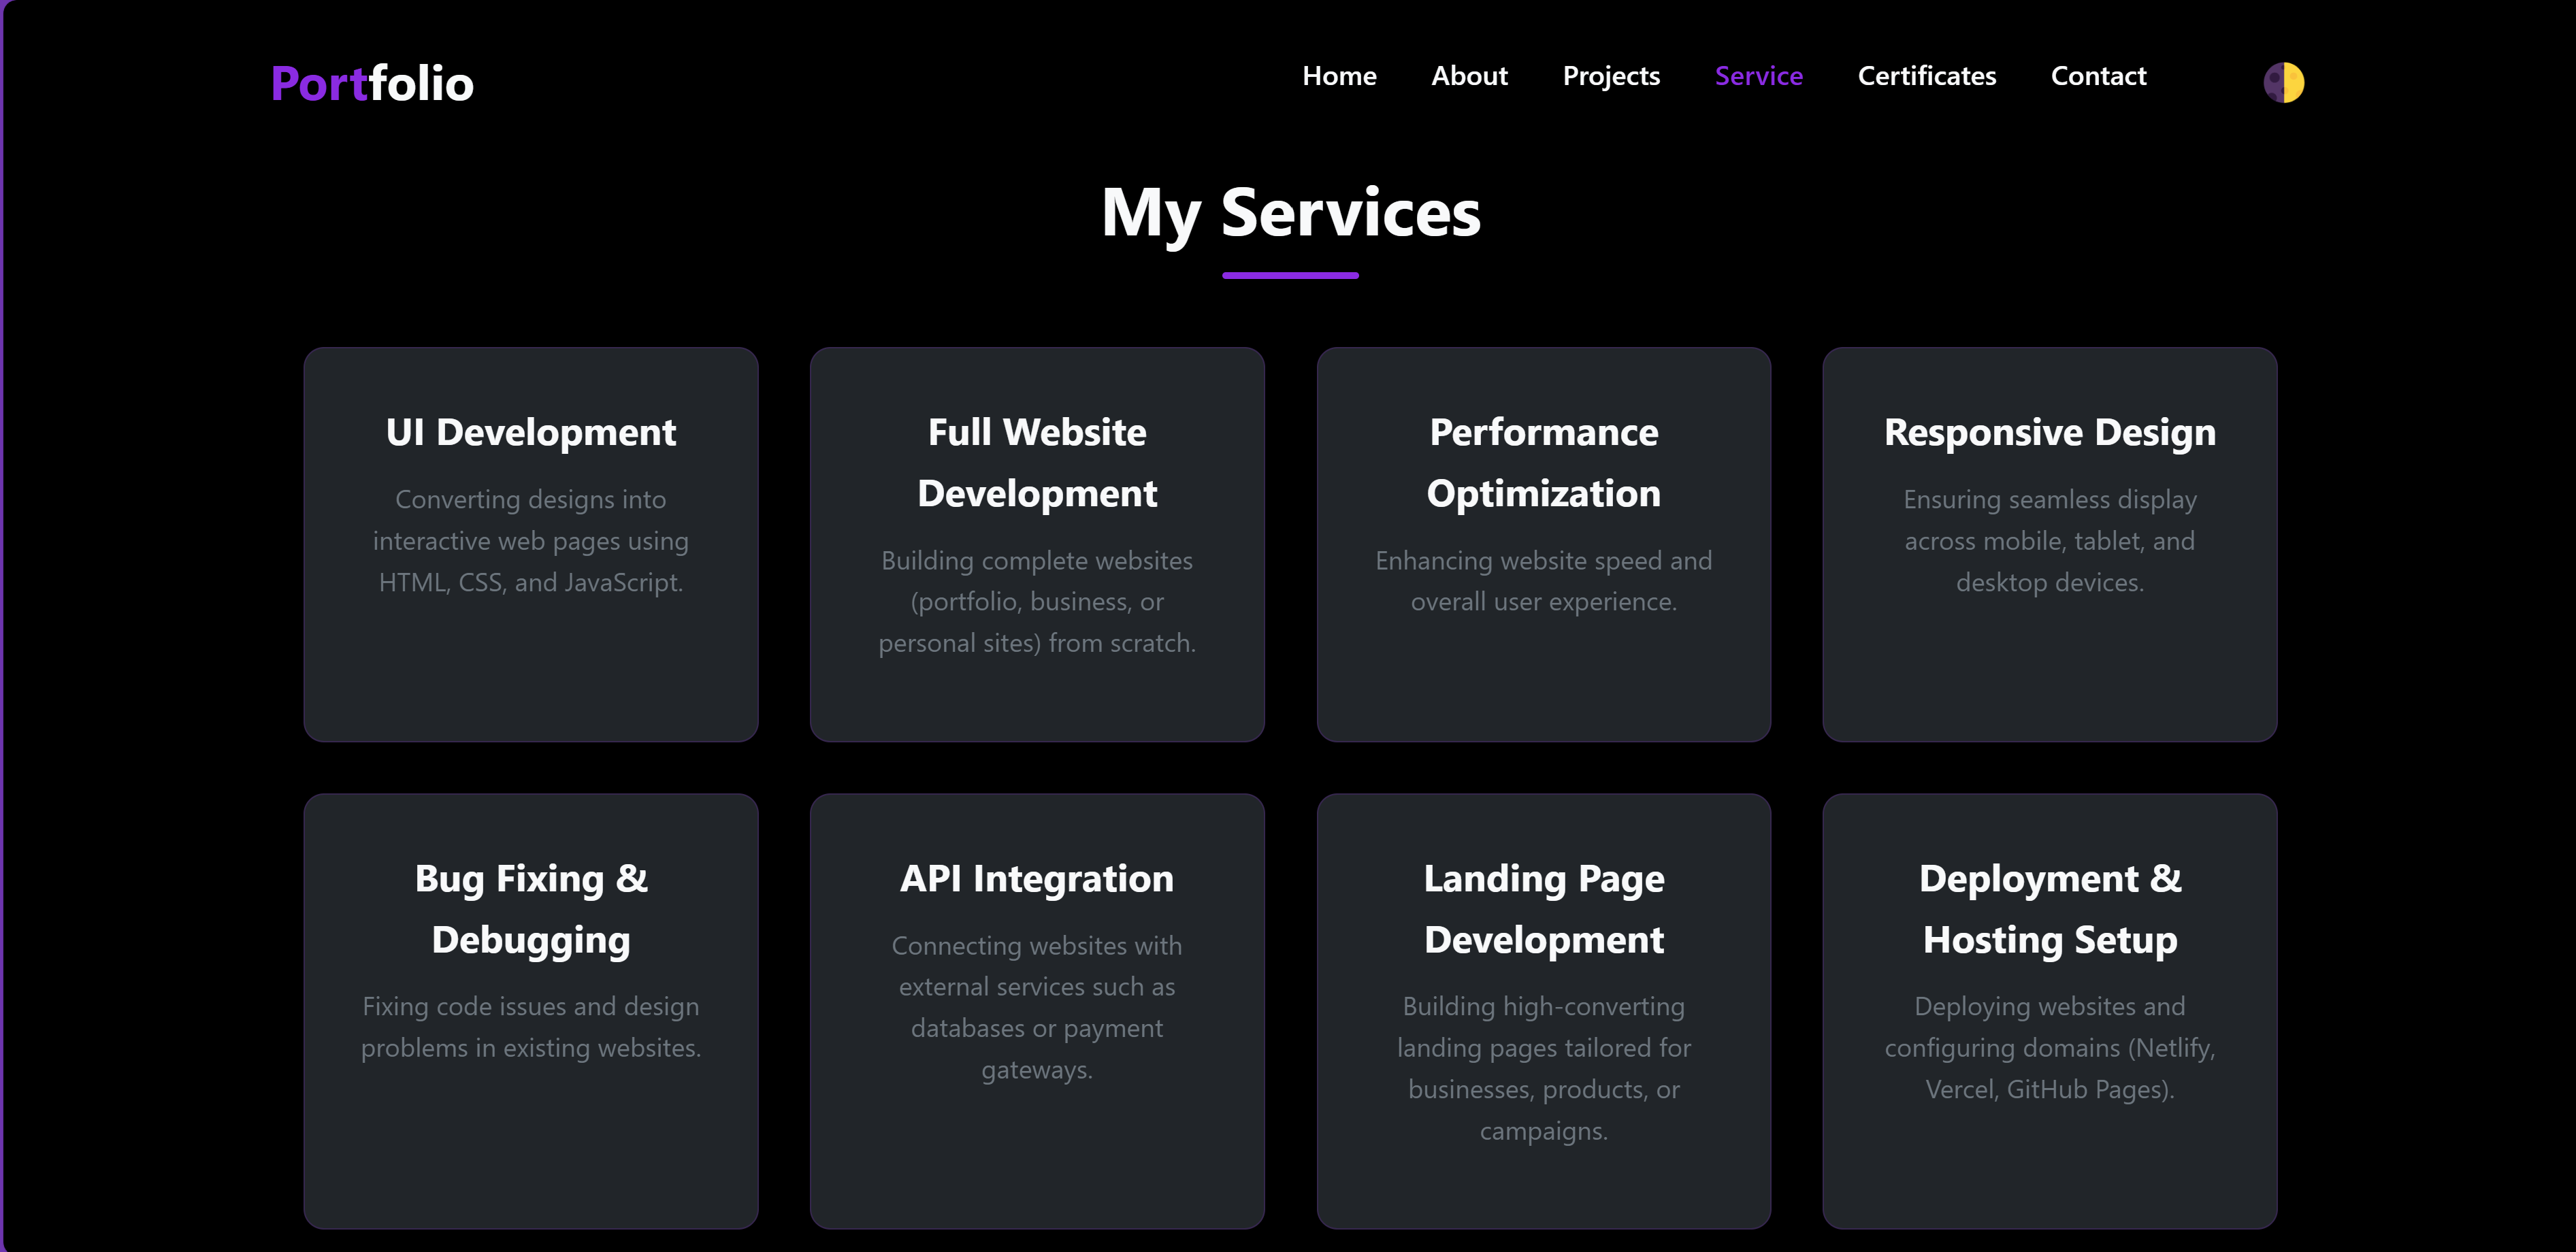 Portfolio
Home About Projects Service Certificates Contact
My Services
UI Development
Converting designs into
interactive web pages using
HTML, CSS, and JavaScript.
Full Website
Development
Building complete websites
(portfolio, business, or
personal sites) from scratch.
Performance
Optimization
Enhancing website speed and
overall user experience.
Responsive Design
Ensuring seamless display
across mobile, tablet, and
desktop devices.
Bug Fixing &
Debugging
Fixing code issues and design
problems in existing websites.
API Integration
Connecting websites with
external services such as
databases or payment
gateways.
Landing Page
Development
Building high-converting
landing pages tailored for
businesses, products, or
campaigns.
Deployment &
Hosting Setup
Deploying websites and
configuring domains (Netlify,
Vercel, GitHub Pages).